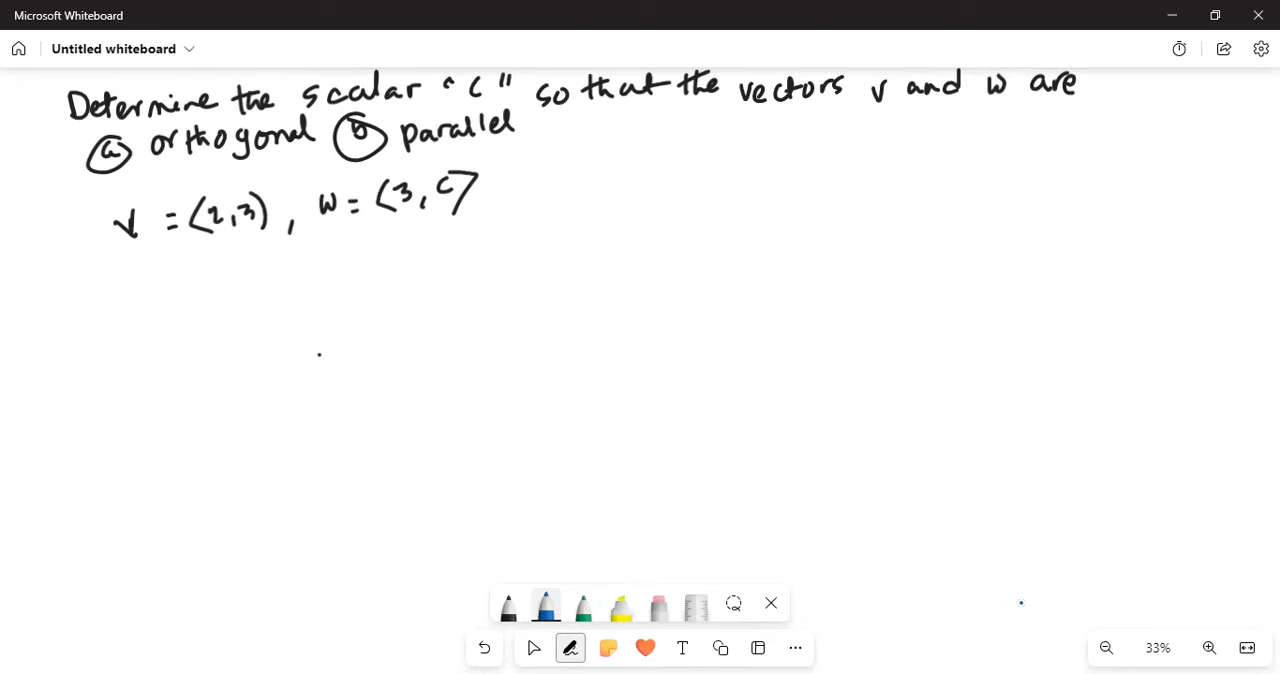 Microsoft Whiteboard
Untitled whiteboard
Determine the scalar "C" so that the vectors v and w are
(a) orthogonal (b) parallel
v = (2,3), w = (3, C)
33%